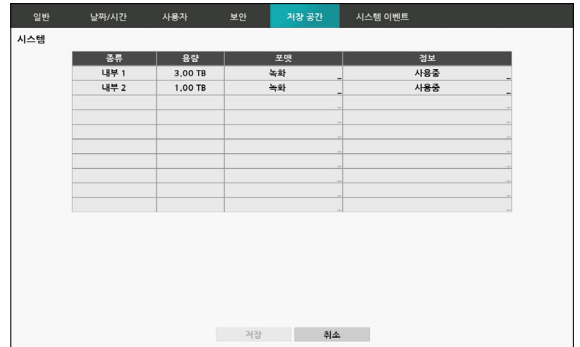 일반 날짜/시간 사용자 보안 저장 공간 시스템 이벤트
시스템
종류 용량 포맷 정보
내부 1 3.00 TB 녹화 ... 사용중 ...
내부 2 1.00 TB 녹화 ... 사용중 ...
... ...
... ...
... ...
... ...
... ...
... ...
... ...
... ...
저장 취소